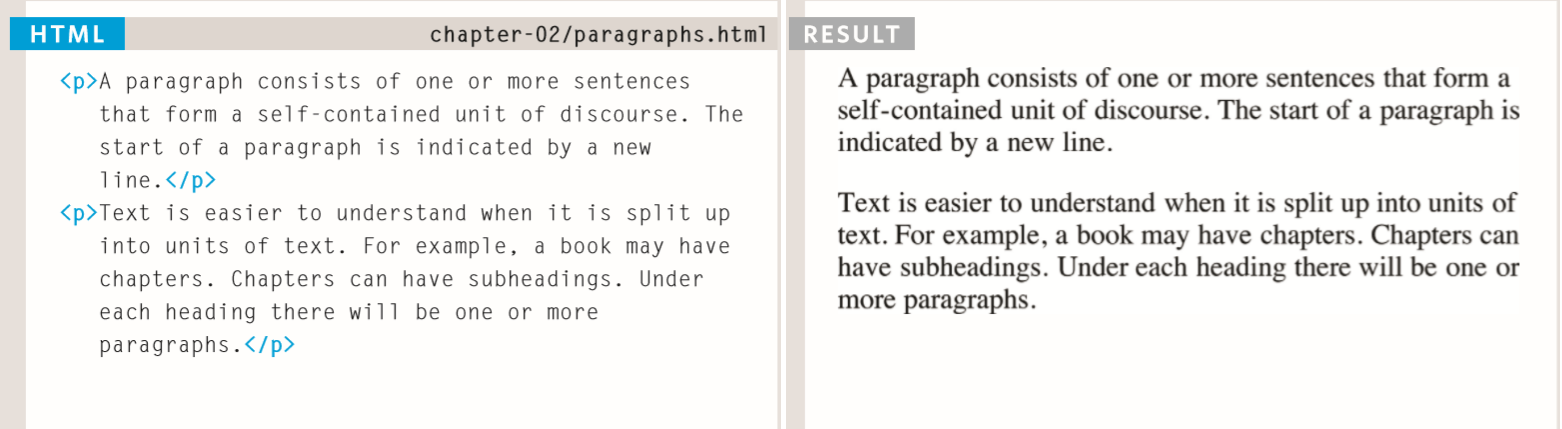 HTML
chapter-02/paragraphs.html
<p>A paragraph consists of one or more sentences
that form a self-contained unit of discourse. The
start of a paragraph is indicated by a new
line.</p>
<p>Text is easier to understand when it is split up
into units of text. For example, a book may have
chapters. Chapters can have subheadings. Under
each heading there will be one or more
paragraphs.</p>
RESULT
A paragraph consists of one or more sentences that form a
self-contained unit of discourse. The start of a paragraph is
indicated by a new line.
Text is easier to understand when it is split up into units of
text. For example, a book may have chapters. Chapters can
have subheadings. Under each heading there will be one or
more paragraphs.